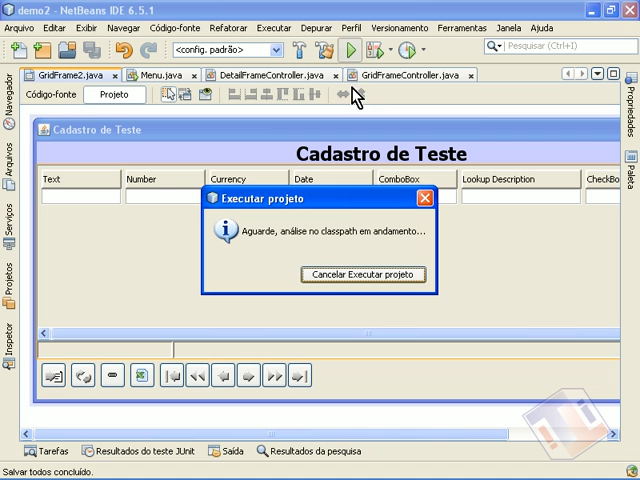 demo2 - NetBeans IDE 6.5.1
Arquivo Editar Exibir Navegar Código-fonte Refatorar Executar Depurar Perfil Versionamento Ferramentas Janela Ajuda
<config. padrão>
Pesquisar (Ctrl+I)
GridFrame2.java
Menu.java
DetailFrameController.java
GridFrameController.java
Código-fonte
Projeto
Navegador
Arquivos
Serviços
Projetos
Inspetor
Propriedades
Paleta
Cadastro de Teste
Cadastro de Teste
Text Number Currency Date ComboBox Lookup Description CheckBo
Executar projeto
Aguarde, análise no classpath em andamento...
Cancelar Executar projeto
Tarefas
Resultados do teste JUnit
Saída
Resultados da pesquisa
Salvar todos concluído.